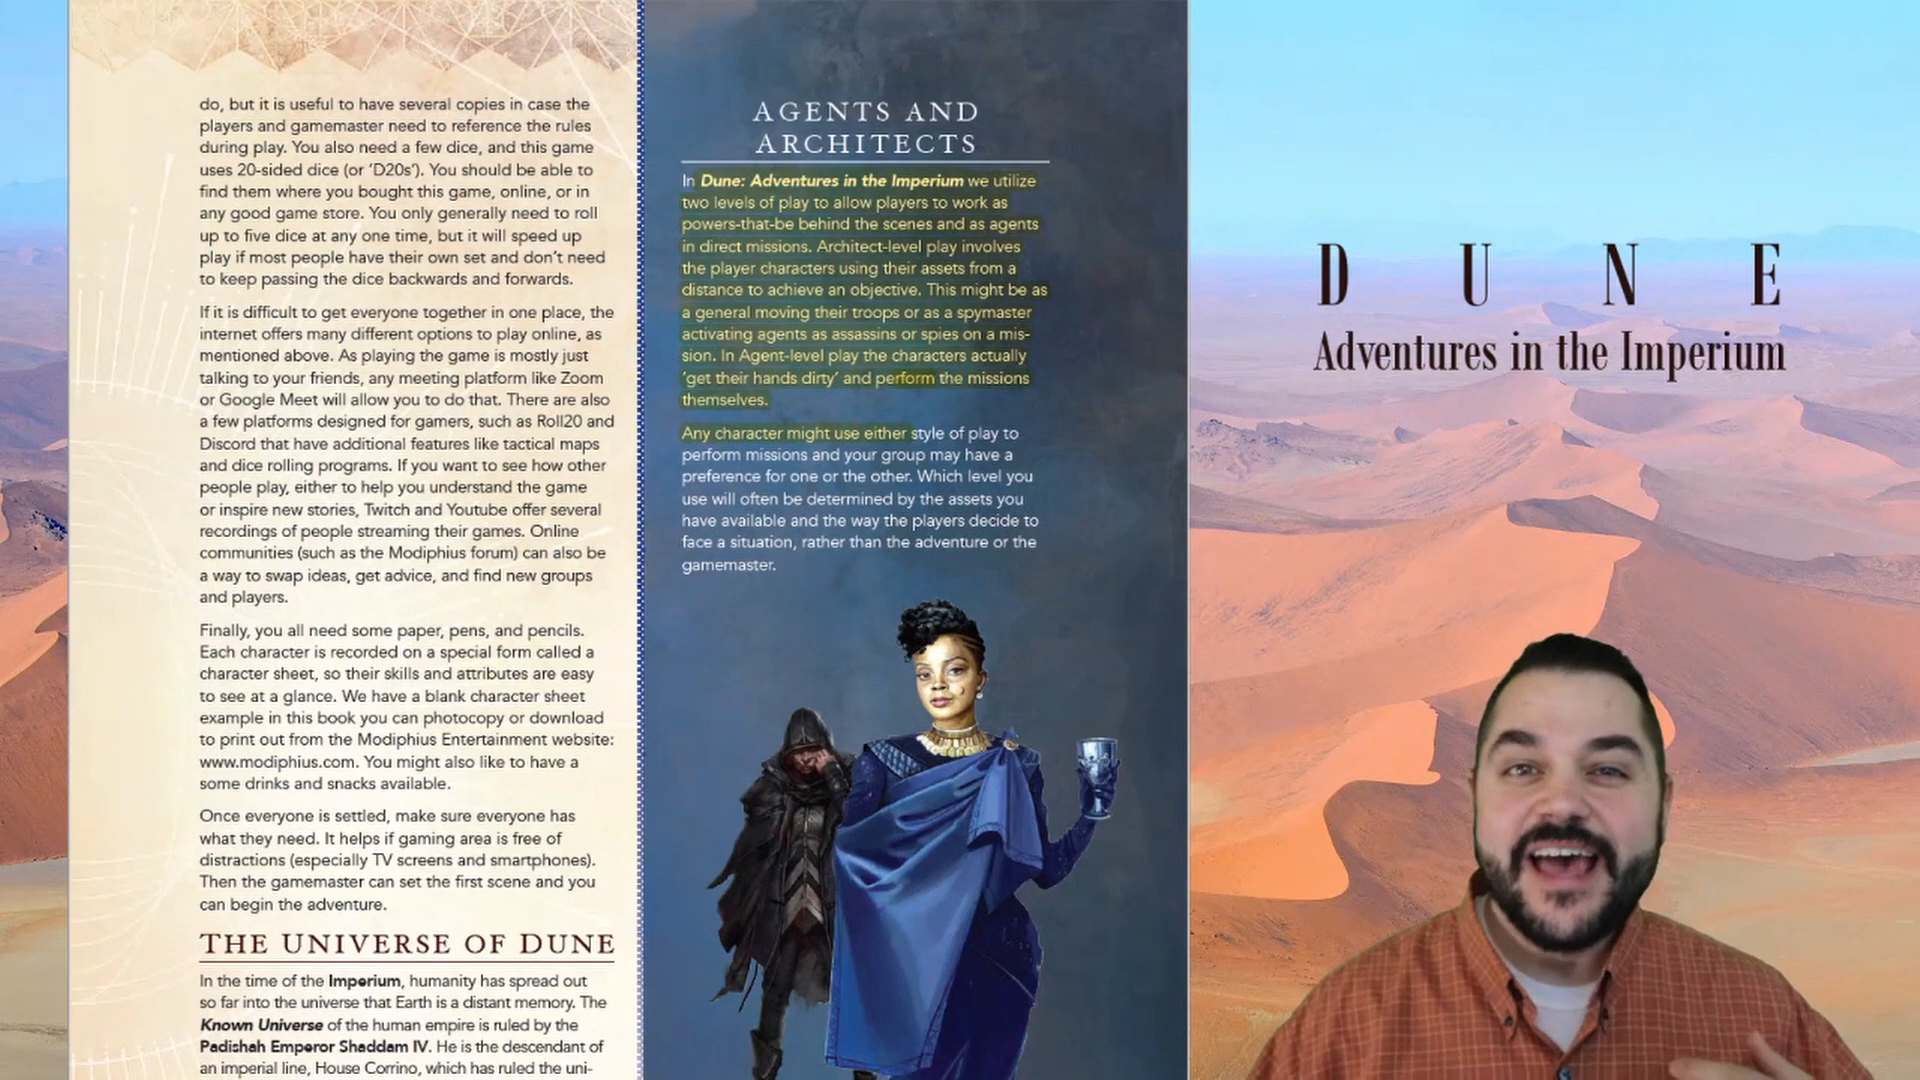 do, but it is useful to have several copies in case the
players and gamemaster need to reference the rules
during play. You also need a few dice, and this game
uses 20-sided dice (or ‘D20s’). You should be able to
find them where you bought this game, online, or in
any good game store. You only generally need to roll
up to five dice at any one time, but it will speed up
play if most people have their own set and don’t need
to keep passing the dice backwards and forwards.
If it is difficult to get everyone together in one place, the
internet offers many different options to play online, as
mentioned above. As playing the game is mostly just
talking to your friends, any meeting platform like Zoom
or Google Meet will allow you to do that. There are also
a few platforms designed for gamers, such as Roll20 and
Discord that have additional features like tactical maps
and dice rolling programs. If you want to see how other
people play, either to help you understand the game
or inspire new stories, Twitch and Youtube offer several
recordings of people streaming their games. Online
communities (such as the Modiphius forum) can also be
a way to swap ideas, get advice, and find new groups
and players.
Finally, you all need some paper, pens, and pencils.
Each character is recorded on a special form called a
character sheet, so their skills and attributes are easy
to see at a glance. We have a blank character sheet
example in this book you can photocopy or download
to print out from the Modiphius Entertainment website:
www.modiphius.com. You might also like to have a
some drinks and snacks available.
Once everyone is settled, make sure everyone has
what they need. It helps if gaming area is free of
distractions (especially TV screens and smartphones).
Then the gamemaster can set the first scene and you
can begin the adventure.
THE UNIVERSE OF DUNE
In the time of the Imperium, humanity has spread out
so far into the universe that Earth is a distant memory. The
Known Universe of the human empire is ruled by the
Padishah Emperor Shaddam IV. He is the descendant of
an imperial line, House Corrino, which has ruled the uni-
AGENTS AND
ARCHITECTS
In Dune: Adventures in the Imperium we utilize
two levels of play to allow players to work as
powers-that-be behind the scenes and as agents
in direct missions. Architect-level play involves
the player characters using their assets from a
distance to achieve an objective. This might be as
a general moving their troops or as a spymaster
activating agents as assassins or spies on a mis-
sion. In Agent-level play the characters actually
‘get their hands dirty’ and perform the missions
themselves.
Any character might use either style of play to
perform missions and your group may have a
preference for one or the other. Which level you
use will often be determined by the assets you
have available and the way the players decide to
face a situation, rather than the adventure or the
gamemaster.
DUNE
Adventures in the Imperium